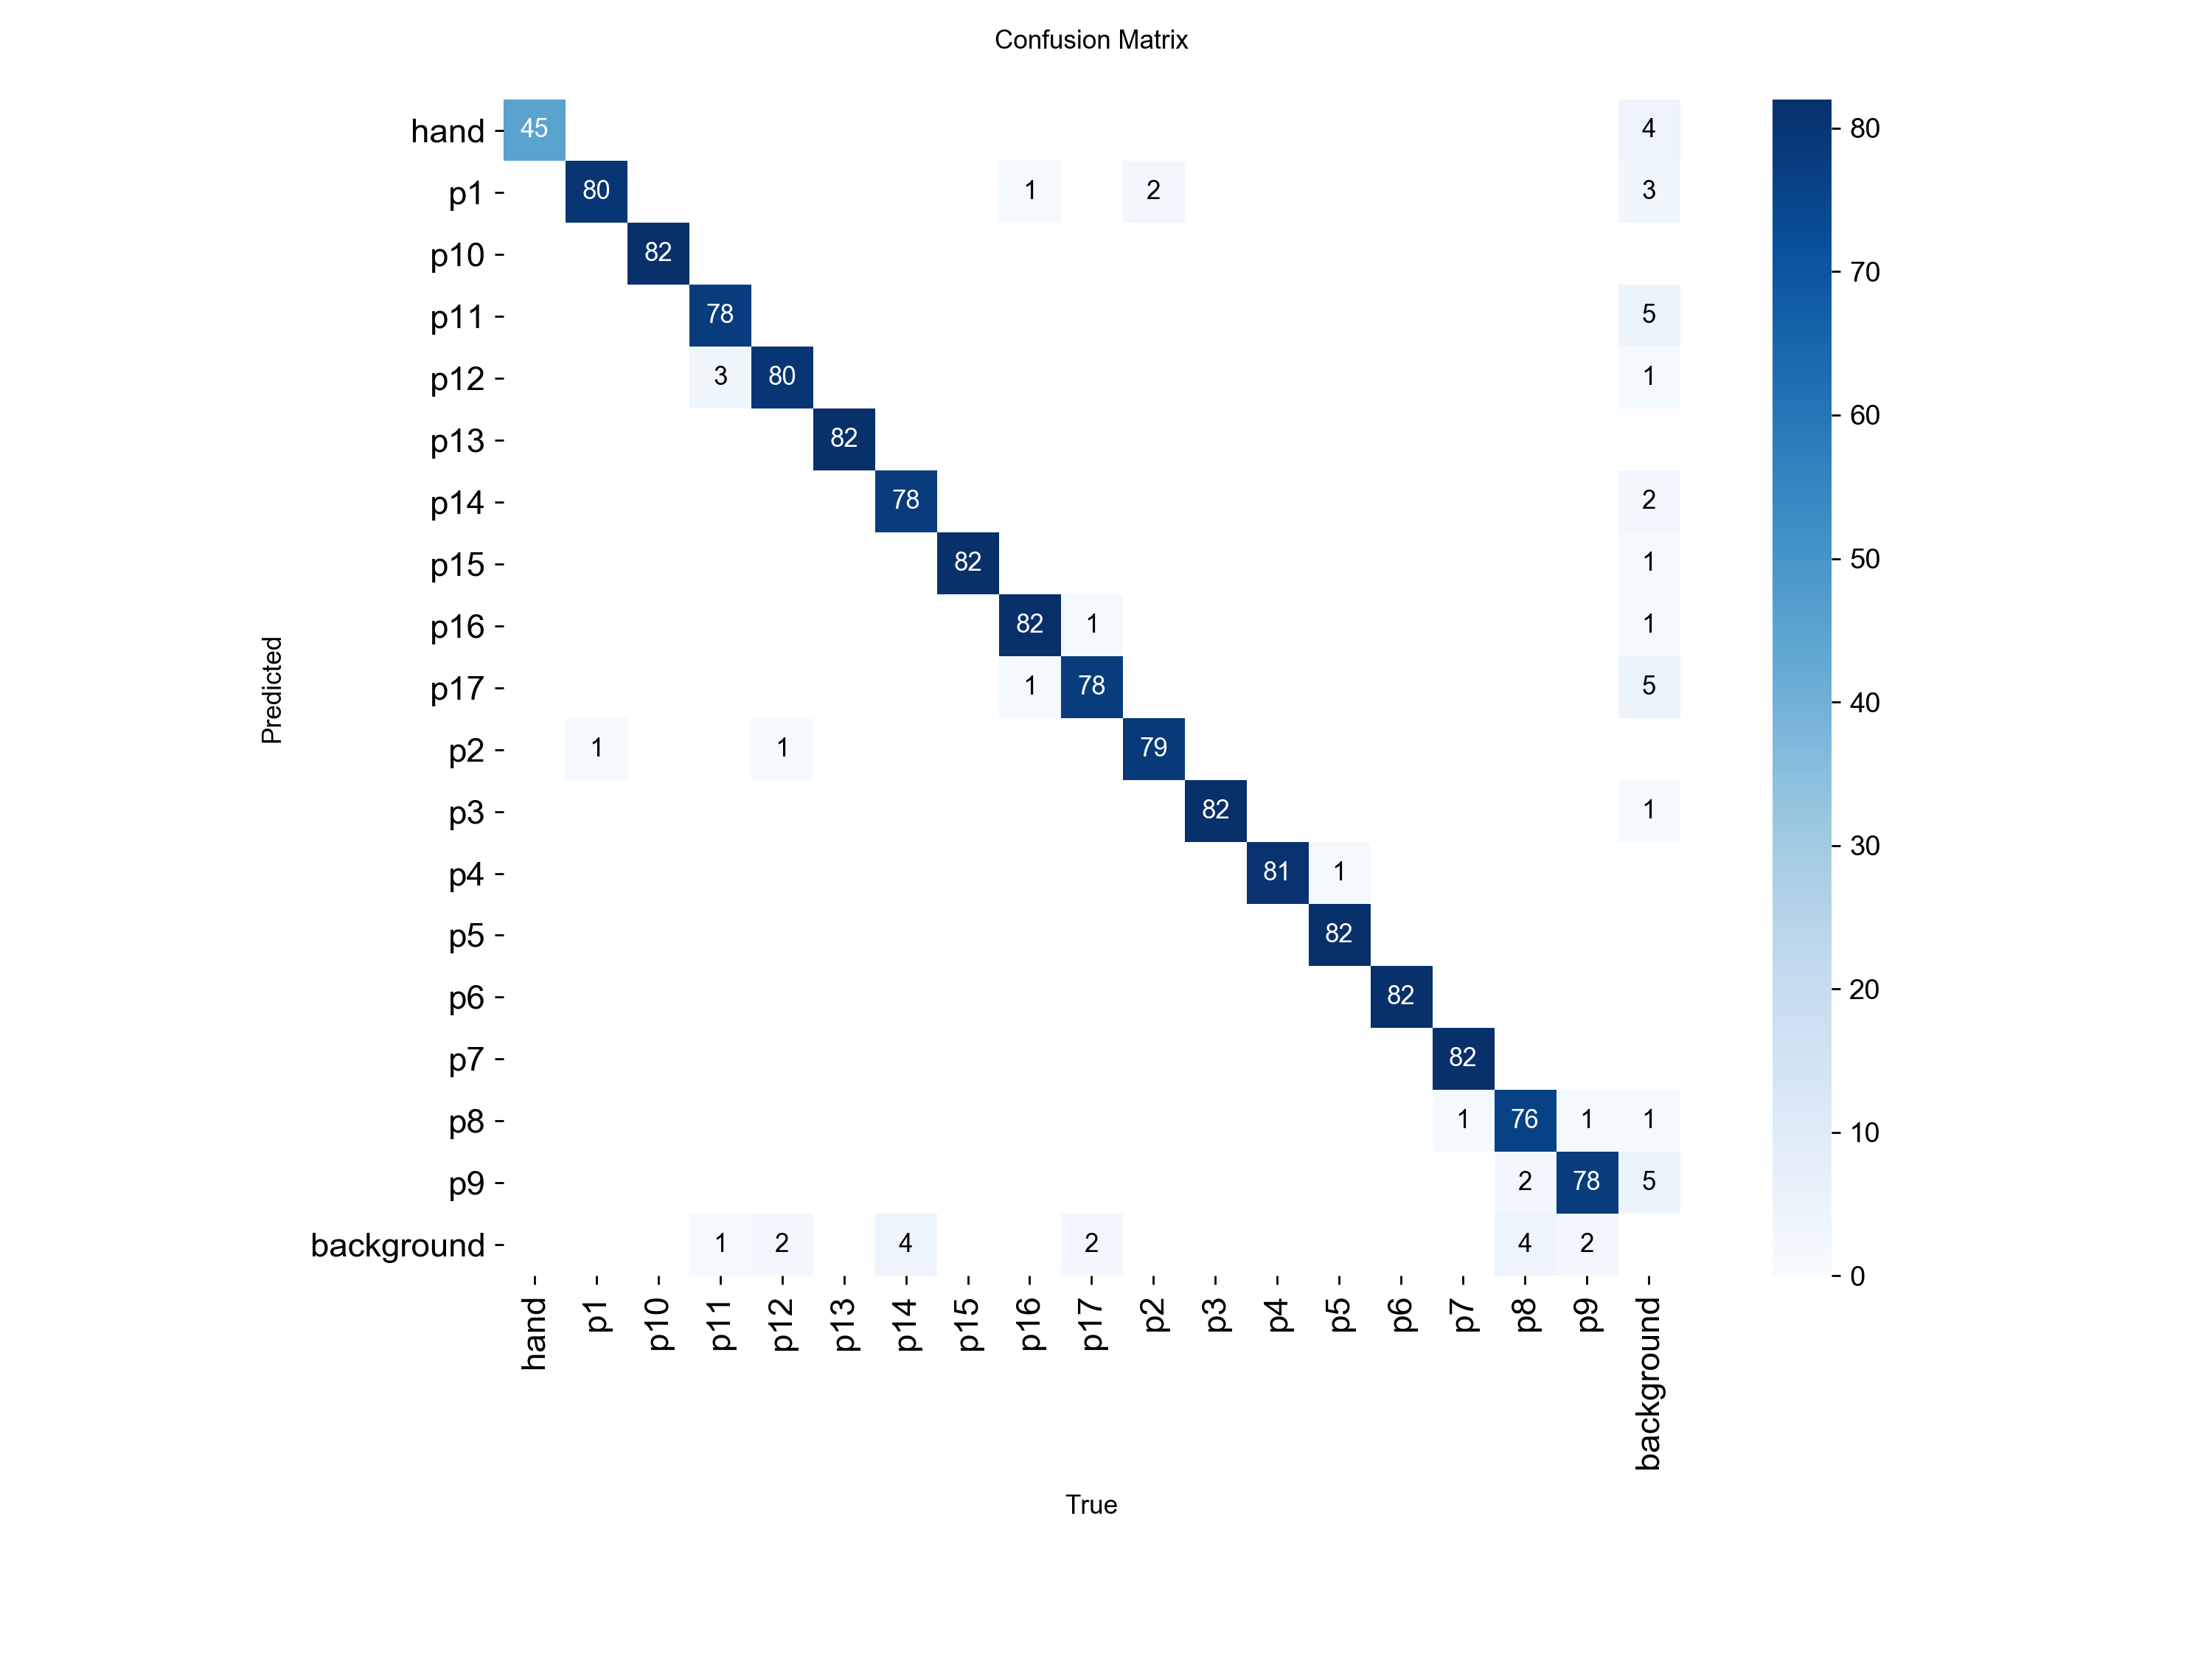 Confusion Matrix
hand 45 4 80
p1 80 1 2 3
p10 82
70
p11 78 5
p12 3 80 1
60
p13 82
p14 78 2
50
p15 82 1
p16 82 1 1
Predicted
p17 1 78 5
40
p2 1 1 79
p3 82 1
30
p4 81 1
p5 82
20
p6 82
p7 82
p8 1 76 1 1
10
p9 2 78 5
background 1 2 4 2 4 2
0
hand p1 p10 p11 p12 p13 p14 p15 p16 p17 p2 p3 p4 p5 p6 p7 p8 p9 background
True